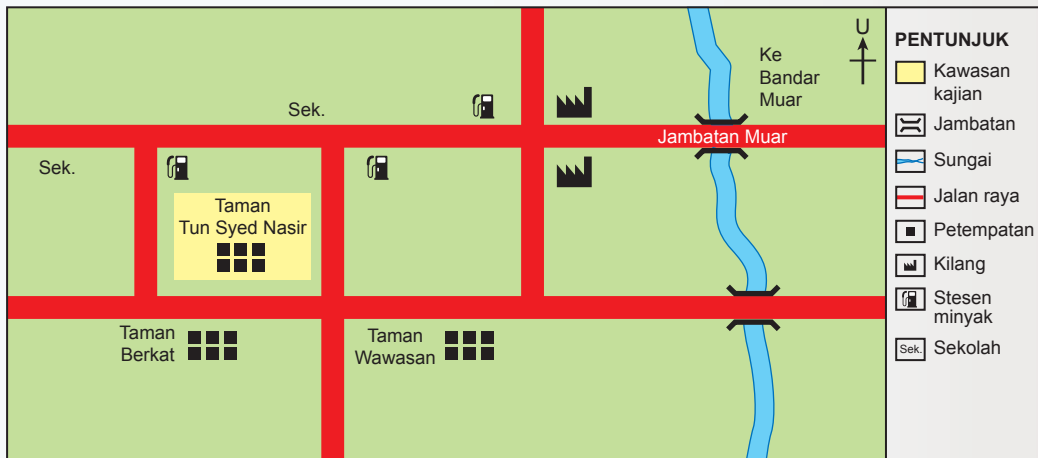 Sek.
Ke
Bandar
Muar
U
Jambatan Muar
Sek.
Taman
Tun Syed Nasir
Taman
Berkat
Taman
Wawasan
PENTUNJUK
Kawasan
kajian
Jambatan
Sungai
Jalan raya
Petempatan
Kilang
Stesen
minyak
Sek. Sekolah